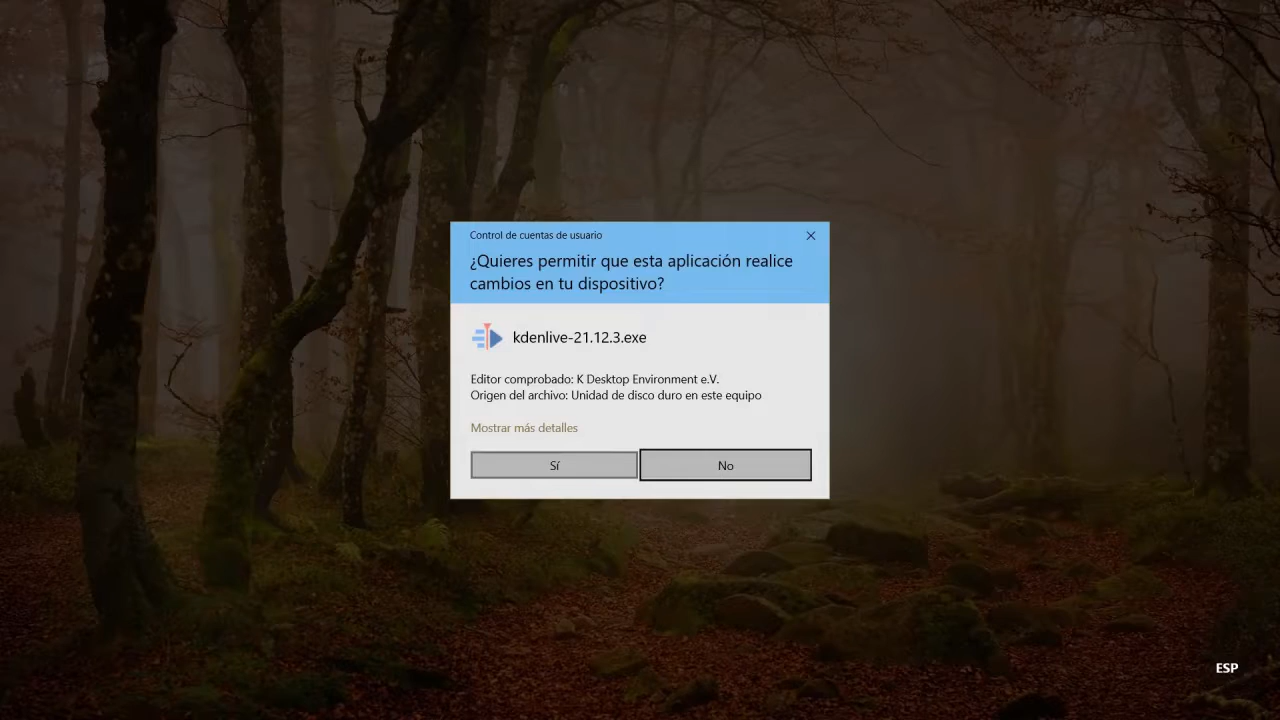 Control de cuentas de usuario
¿Quieres permitir que esta aplicación realice
cambios en tu dispositivo?
kdenlive-21.12.3.exe
Editor comprobado: K Desktop Environment e.V.
Origen del archivo: Unidad de disco duro en este equipo
Mostrar más detalles
Sí
No
ESP